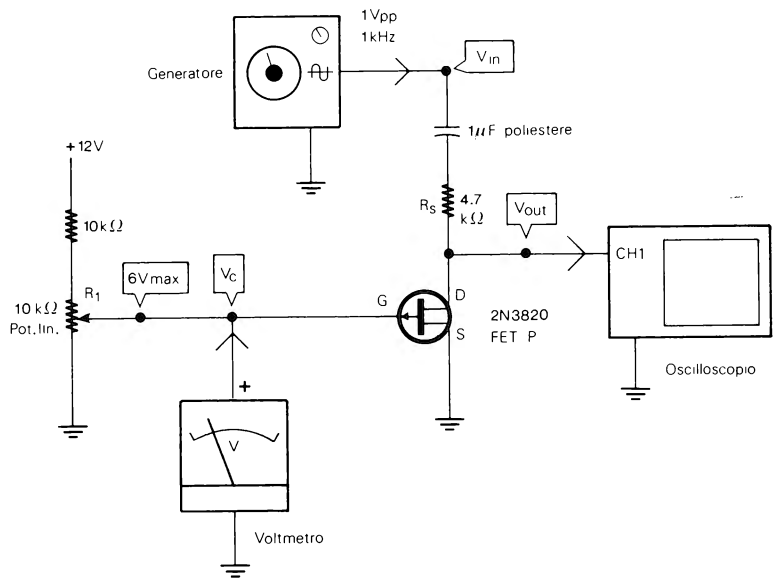 1Vpp
1kHz
Generatore
Vin
1µF poliestere
+12V
RS
4.7
kΩ
Vout
10kΩ
CH1
6Vmax
VC
R1
10kΩ
Pot.lin.
G
D
S
2N3820
FET P
Oscilloscopio
+
V
Voltmetro